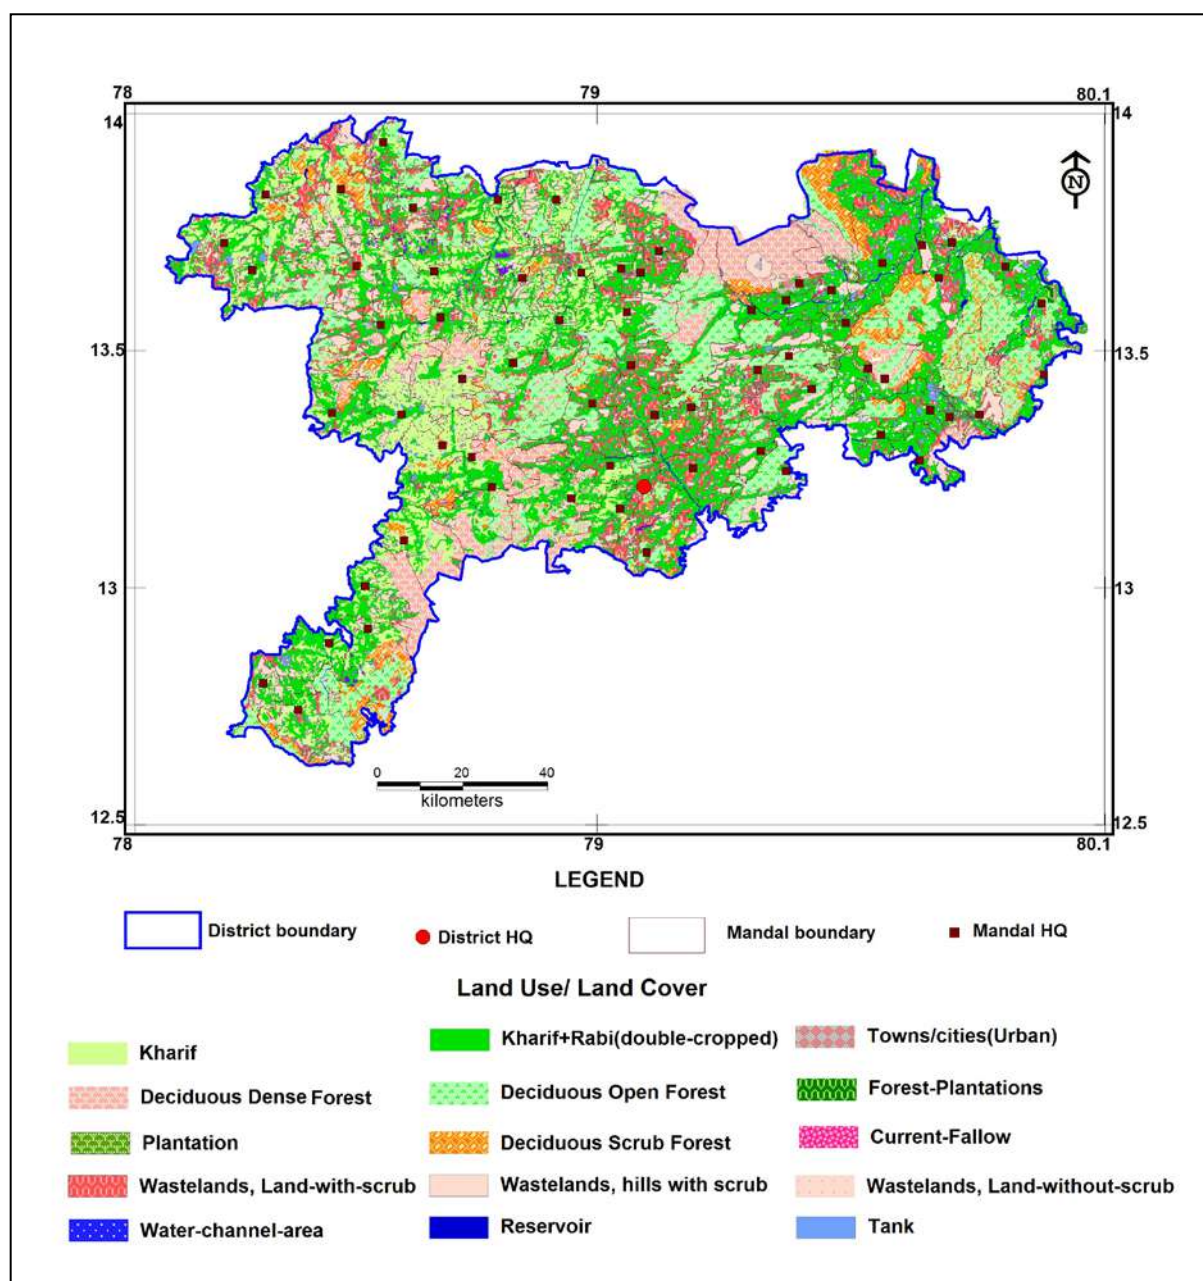 78 79 80.1
14 14
N
13.5 13.5
13 13
0 20 40
kilometers
12.5 12.5
78 79 80.1
LEGEND
District boundary District HQ Mandal boundary Mandal HQ
Land Use/ Land Cover
Kharif Kharif+Rabi(double-cropped) Towns/cities(Urban)
Deciduous Dense Forest Deciduous Open Forest Forest-Plantations
Plantation Deciduous Scrub Forest Current-Fallow
Wastelands, Land-with-scrub Wastelands, hills with scrub Wastelands, Land-without-scrub
Water-channel-area Reservoir Tank